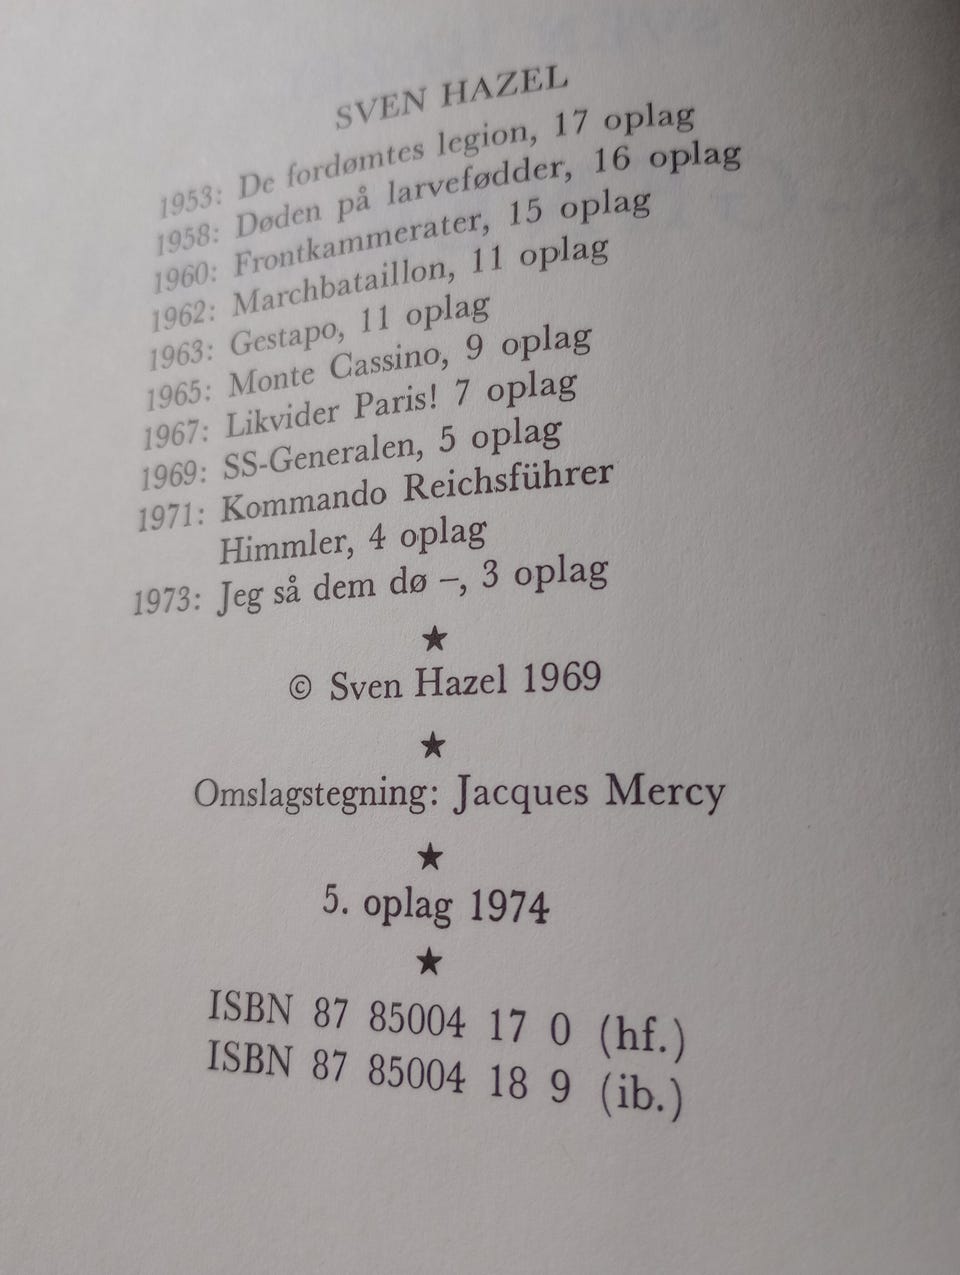 SVEN HAZEL
1953: De fordømtes legion, 17 oplag
1958: Døden på larvefødder, 16 oplag
1960: Frontkammerater, 15 oplag
1962: Marchbataillon, 11 oplag
1963: Gestapo, 11 oplag
1965: Monte Cassino, 9 oplag
1967: Likvider Paris! 7 oplag
1969: SS-Generalen, 5 oplag
1971: Kommando Reichsführer
Himmler, 4 oplag
1973: Jeg så dem dø –, 3 oplag
★
© Sven Hazel 1969
★
Omslagstegning: Jacques Mercy
★
5. oplag 1974
★
ISBN 87 85004 17 0 (hf.)
ISBN 87 85004 18 9 (ib.)